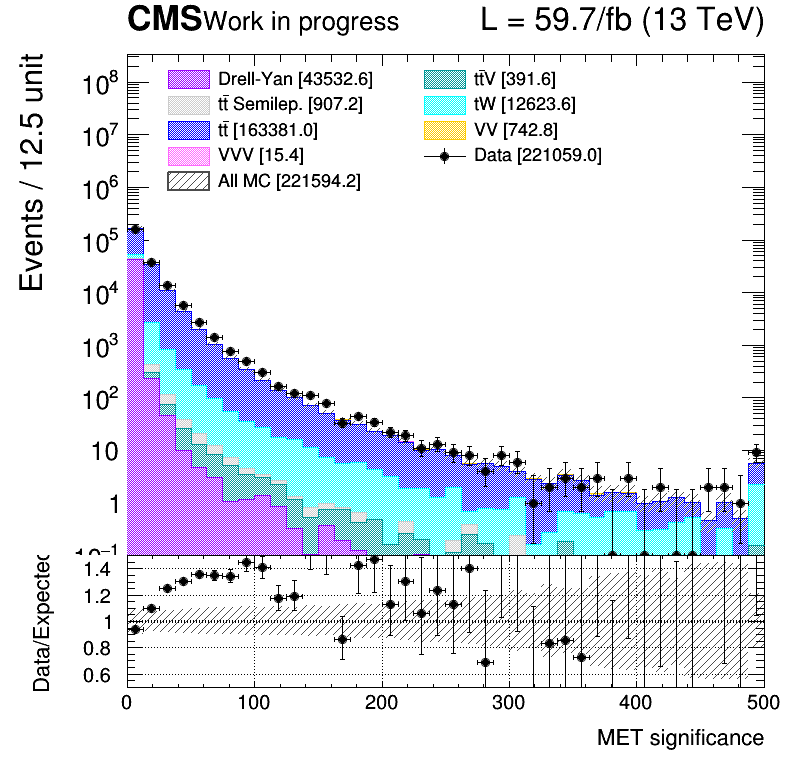 CMS Work in progress L = 59.7/fb (13 TeV)
Events / 12.5 unit
Drell-Yan [43532.6]
tt̄ Semilep. [907.2]
tt̄ [163381.0]
VVV [15.4]
All MC [221594.2]
tt̄V [391.6]
tW [12623.6]
VV [742.8]
Data [221059.0]
10⁸
10⁷
10⁶
10⁵
10⁴
10³
10²
10
1
10⁻¹
Data/Expected
1.4
1.2
1
0.8
0.6
0 100 200 300 400 500
MET significance